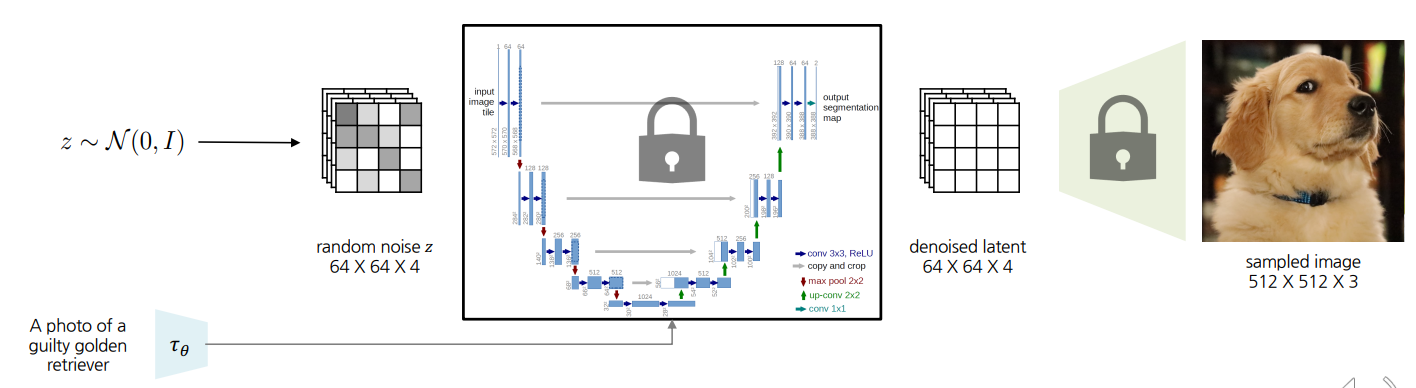 z ∼ N(0, I)
random noise z
64 X 64 X 4
A photo of a
guilty golden
retriever
τθ
1 64 64
input
image
tile
572 x 572
570 x 570
568 x 568
128 128
284²
282²
280²
256 256
140²
138²
136²
512 512
68²
66²
64²
1024
32²
30²
28²
1024 512
56²
54²
52²
512 256
104²
102²
100²
256 128
200²
198²
196²
128 64 64 2
392 x 392
390 x 390
388 x 388
388 x 388
output
segmentation
map
conv 3x3, ReLU
copy and crop
max pool 2x2
up-conv 2x2
conv 1x1
denoised latent
64 X 64 X 4
sampled image
512 X 512 X 3